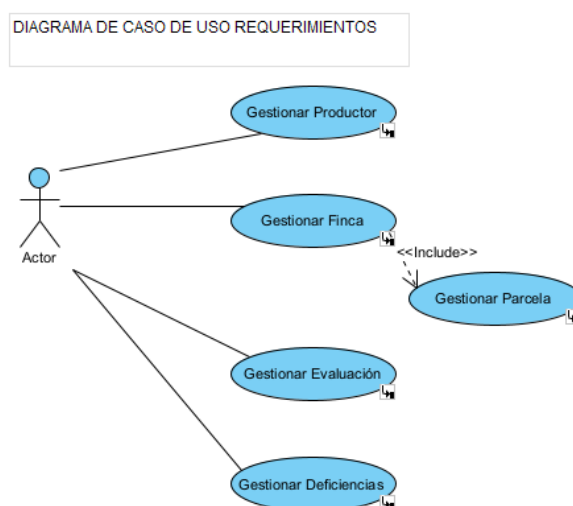 DIAGRAMA DE CASO DE USO REQUERIMIENTOS
Gestionar Productor
Gestionar Finca
Actor
<<Include>>
Gestionar Parcela
Gestionar Evaluación
Gestionar Deficiencias